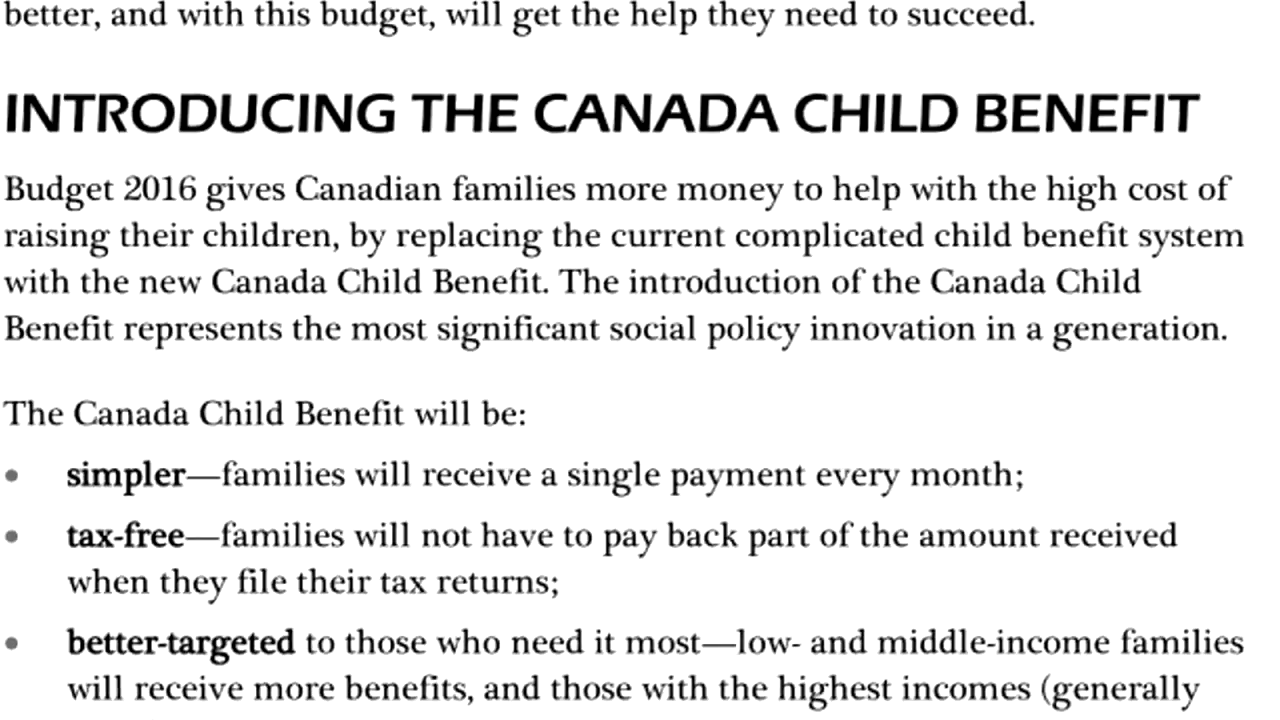 better, and with this budget, will get the help they need to succeed.
INTRODUCING THE CANADA CHILD BENEFIT
Budget 2016 gives Canadian families more money to help with the high cost of
raising their children, by replacing the current complicated child benefit system
with the new Canada Child Benefit. The introduction of the Canada Child
Benefit represents the most significant social policy innovation in a generation.
The Canada Child Benefit will be:
• simpler—families will receive a single payment every month;
• tax-free—families will not have to pay back part of the amount received
when they file their tax returns;
• better-targeted to those who need it most—low- and middle-income families
will receive more benefits, and those with the highest incomes (generally